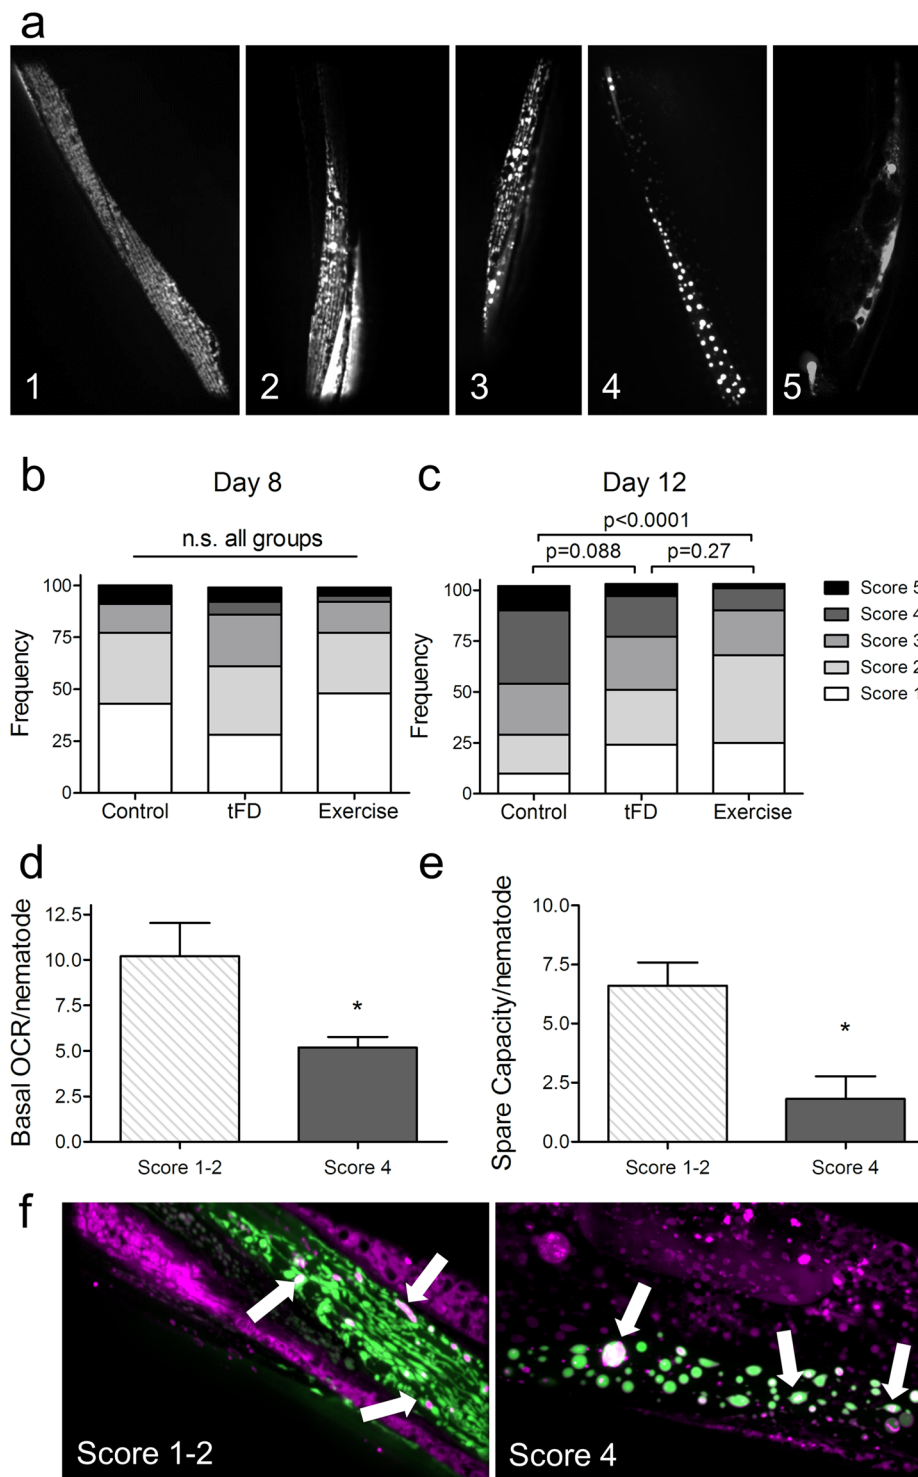 a
1
2
3
4
5
b
Day 8
n.s. all groups
Frequency
100
75
50
25
0
Control
tFD
Exercise
c
Day 12
p<0.0001
p=0.088
p=0.27
Frequency
100
75
50
25
0
Control
tFD
Exercise
Score 5
Score 4
Score 3
Score 2
Score 1
d
Basal OCR/nematode
12.5
10.0
7.5
5.0
2.5
0.0
*
Score 1-2
Score 4
e
Spare Capacity/nematode
10.0
7.5
5.0
2.5
0.0
*
Score 1-2
Score 4
f
Score 1-2
Score 4